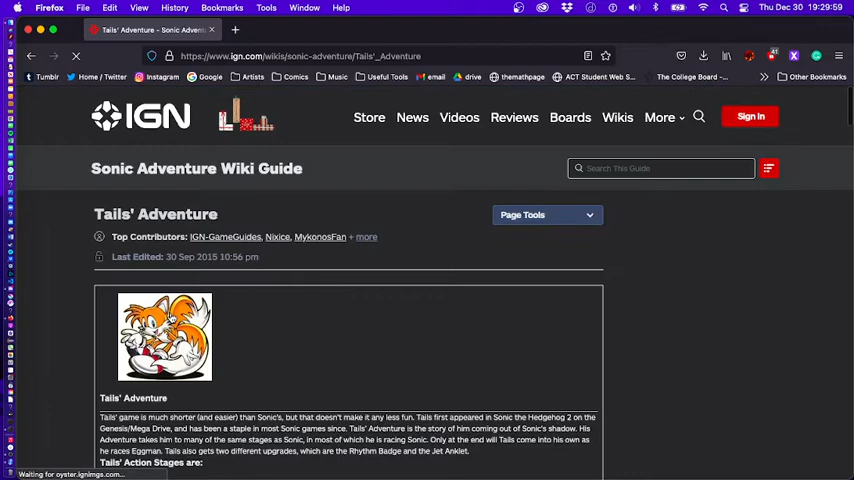 Firefox File Edit View History Bookmarks Tools Window Help Thu Dec 30 19:29:59
Tails' Adventure - Sonic Advent
https://www.ign.com/wikis/sonic-adventure/Tails'_Adventure
41
Tumblr Home / Twitter Instagram Google Artists Comics Music Useful Tools email drive themathpage ACT Student Web S... The College Board -... Other Bookmarks
IGN Store News Videos Reviews Boards Wikis More Sign In
Sonic Adventure Wiki Guide
Search This Guide
Tails' Adventure
Page Tools
Top Contributors: IGN-GameGuides, Nixice, MykonosFan + more
Last Edited: 30 Sep 2015 10:56 pm
Tails' Adventure
Tails' game is much shorter (and easier) than Sonic's, but that doesn't make it any less fun. Tails first appeared in Sonic the Hedgehog 2 on the
Genesis/Mega Drive, and has been a staple in most Sonic games since. Tails' Adventure is the story of him coming out of Sonic's shadow. His
Adventure takes him to many of the same stages as Sonic, in most of which he is racing Sonic. Only at the end will Tails come into his own as
he races Eggman. Tails also gets two different upgrades, which are the Rhythm Badge and the Jet Anklet.
Tails' Action Stages are:
Waiting for oyster.ignimgs.com...